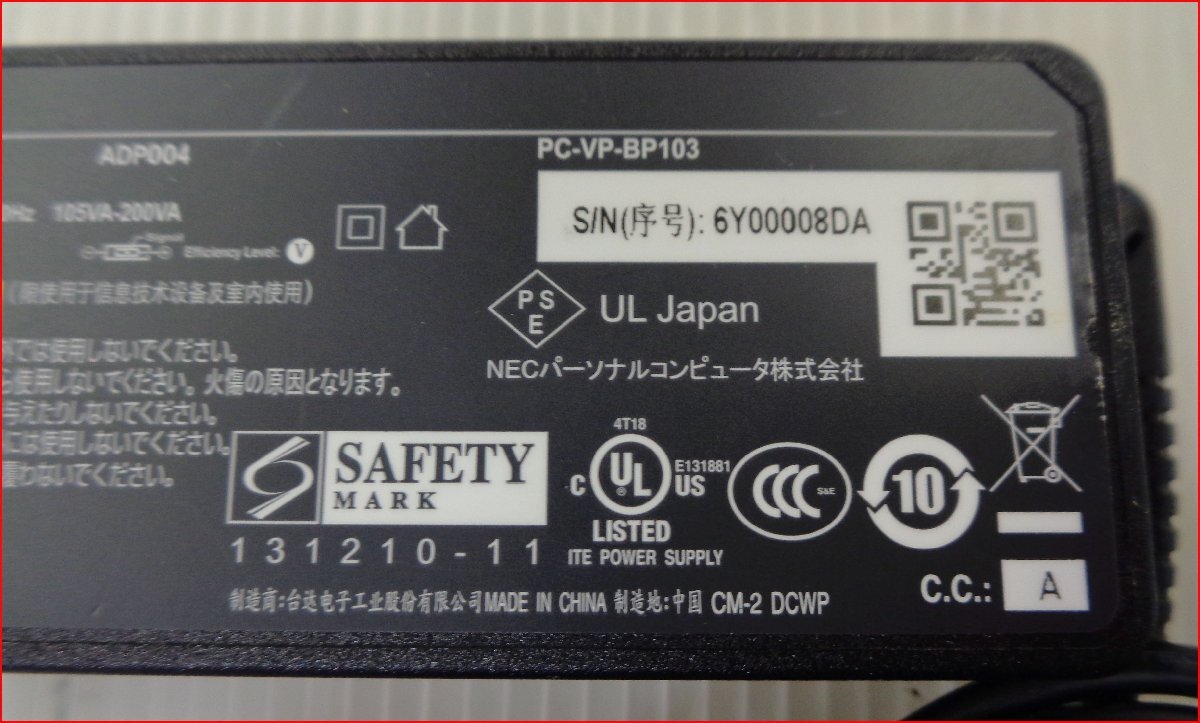 ADP004
PC-VP-BP103
105VA-200VA
S/N(序号): 6Y00008DA
Efficiency Level: V
(限使用于信息技术设备及室内使用)
PSE
UL Japan
では使用しないでください。
NECパーソナルコンピュータ株式会社
使用しないでください。火傷の原因となります。
与えたりしないでください。
には使用しないでください。
覆わないでください。
SAFETY
MARK
131210-11
4T18
C UL US
E131881
LISTED
ITE POWER SUPPLY
CCC S&E
10
C.C.: A
制造商:台达电子工业股份有限公司MADE IN CHINA 制造地:中国 CM-2 DCWP